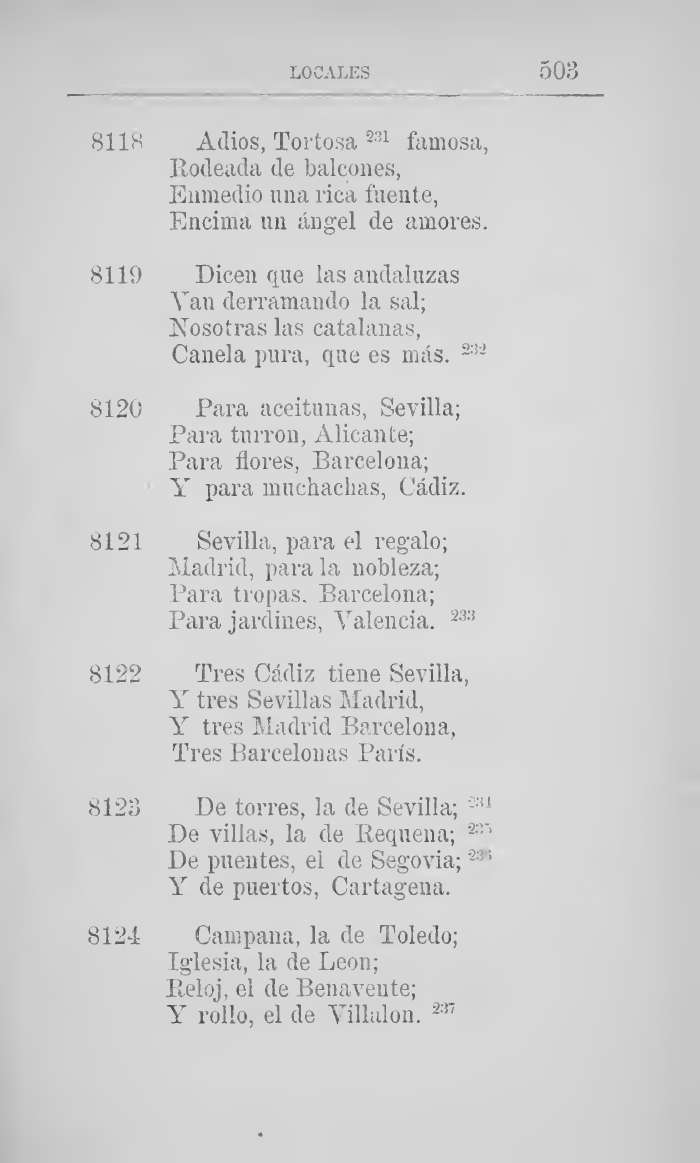 LOCALES 503
8118 Adios, Tortosa ²³¹ famosa,
Rodeada de balcones,
Enmedio una rica fuente,
Encima un ángel de amores.
8119 Dicen que las andaluzas
Van derramando la sal;
Nosotras las catalanas,
Canela pura, que es más. ²³²
8120 Para aceitunas, Sevilla;
Para turron, Alicante;
Para flores, Barcelona;
Y para muchachas, Cádiz.
8121 Sevilla, para el regalo;
Madrid, para la nobleza;
Para tropas, Barcelona;
Para jardines, Valencia. ²³³
8122 Tres Cádiz tiene Sevilla,
Y tres Sevillas Madrid,
Y tres Madrid Barcelona,
Tres Barcelonas París.
8123 De torres, la de Sevilla; ²³⁴
De villas, la de Requena; ²³⁵
De puentes, el de Segovia; ²³⁶
Y de puertos, Cartagena.
8124 Campana, la de Toledo;
Iglesia, la de Leon;
Reloj, el de Benavente;
Y rollo, el de Villalon. ²³⁷